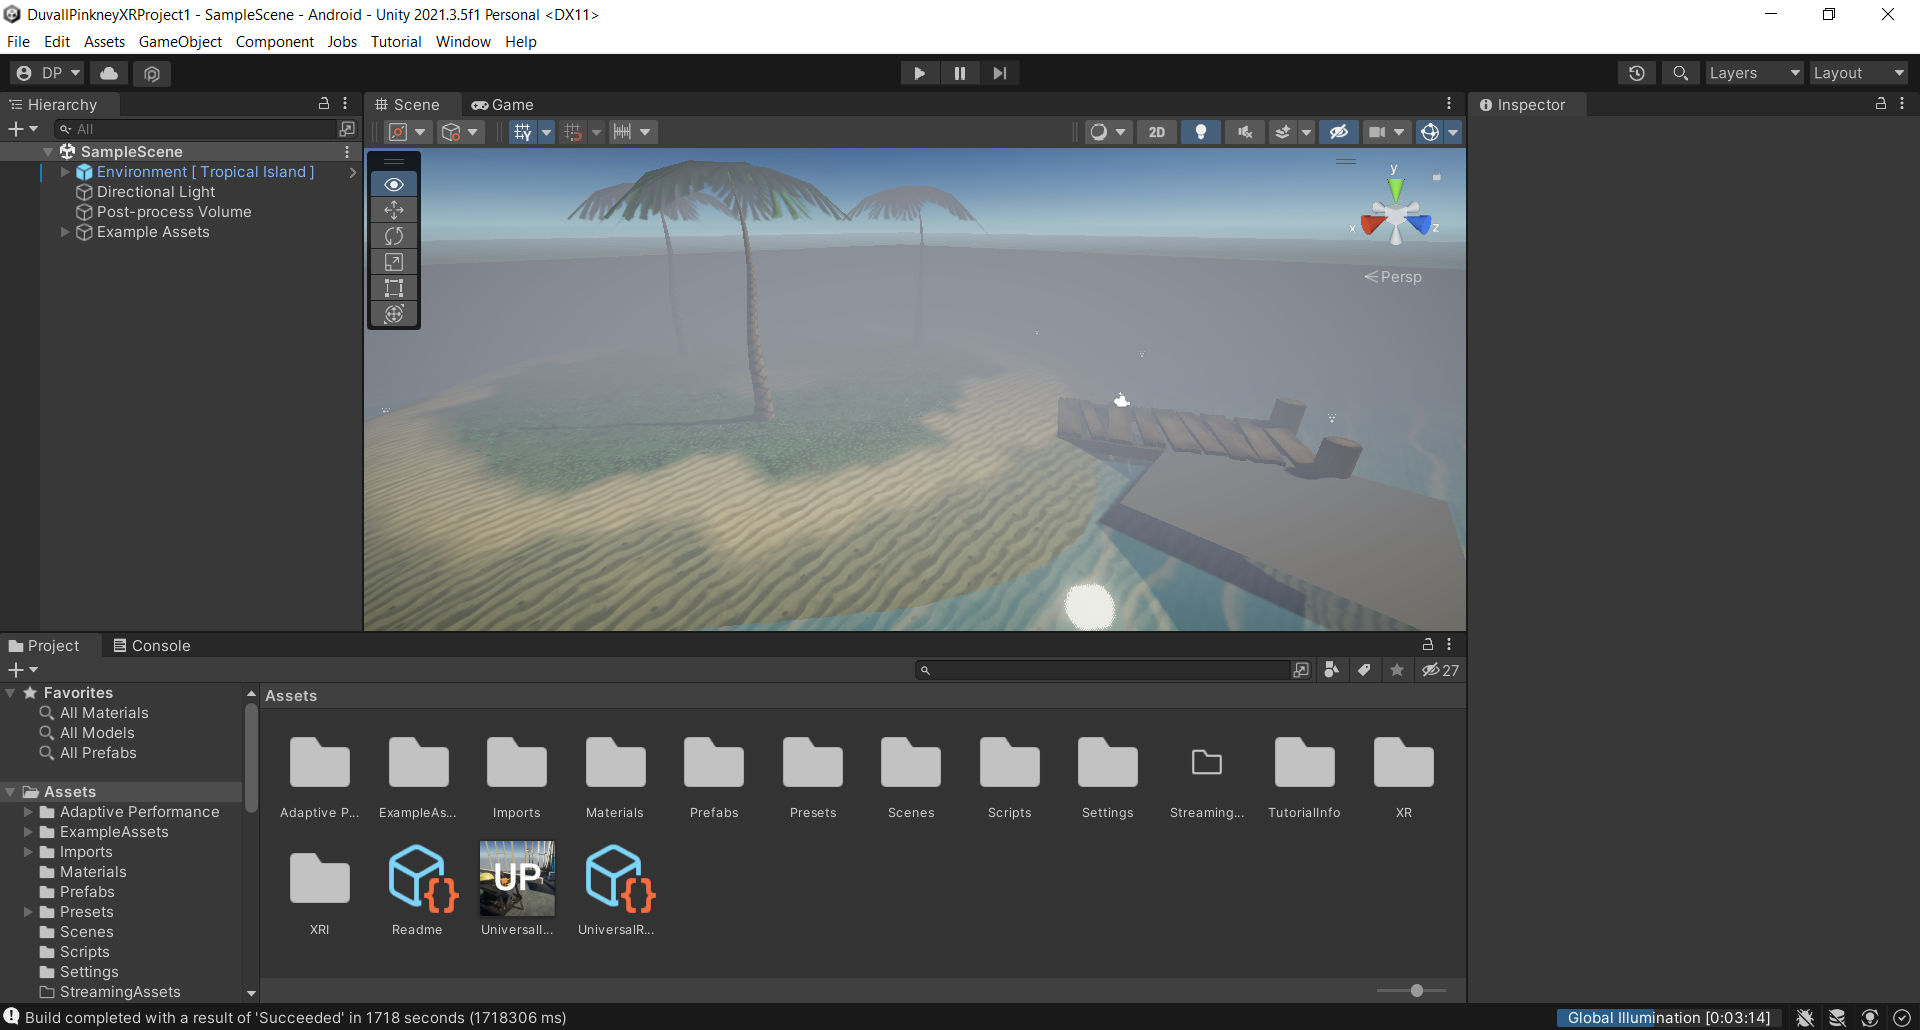 DuvallPinkneyXRProject1 - SampleScene - Android - Unity 2021.3.5f1 Personal <DX11>
File Edit Assets GameObject Component Jobs Tutorial Window Help
DP Layers Layout
Hierarchy Scene Game Inspector
All 2D
SampleScene
Environment [ Tropical Island ]
Directional Light
Post-process Volume
Example Assets
y
x z
Persp
Project Console
27
Favorites
All Materials
All Models
All Prefabs
Assets
Adaptive Performance
ExampleAssets
Imports
Materials
Prefabs
Presets
Scenes
Scripts
Settings
StreamingAssets
Assets
Adaptive P... ExampleAs... Imports Materials Prefabs Presets Scenes Scripts Settings Streaming... TutorialInfo XR
UP
XRI Readme UniversalI... UniversalR...
Build completed with a result of 'Succeeded' in 1718 seconds (1718306 ms)
Global Illumination [0:03:14]